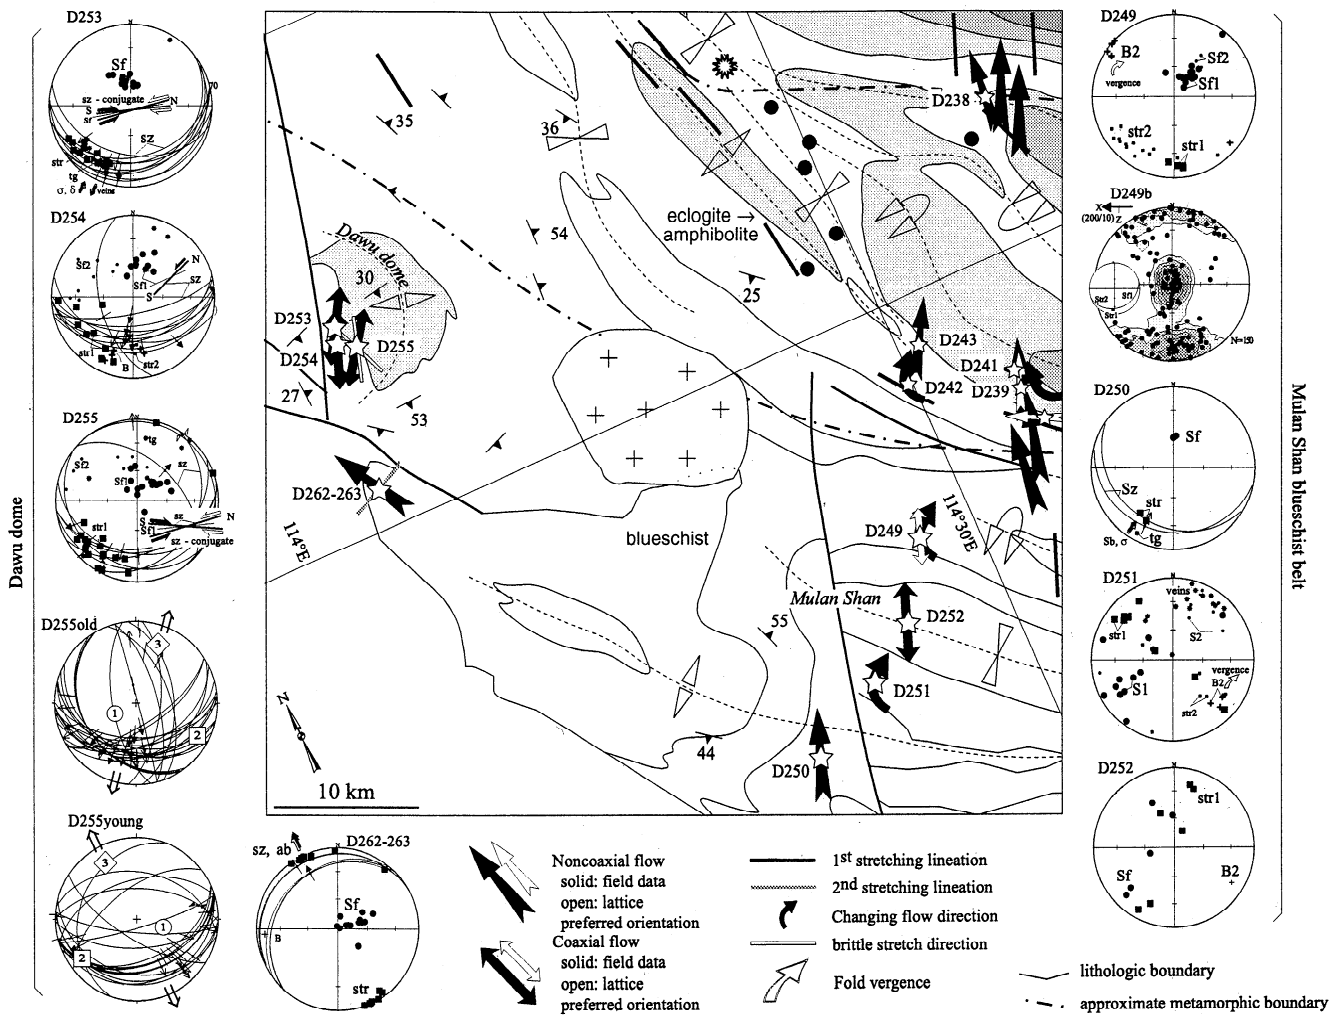 D253
N
Sf
70
sz - conjugate
N
S
sr
sz
str
tg
σ, δ
veins
D254
Sf2
N
sz
Sf1
S
str1
str2
B
D255
tg
Sf2
sz
Sf1
str1
S
Sf1
sz
N
sz - conjugate
D255old
3
1
2
D255young
3
1
2
Dawu dome
D262-263
sz, ab
N
Sf
B
str
35
36
54
Dawu dome
30
D253
D254
D255
27
53
D262-263
114°E
eclogite →
amphibolite
25
D238
D243
D241
D242
D239
blueschist
D249
114°30'E
Mulan Shan
D252
55
D251
44
D250
N
10 km
D249
N
B2
Sf2
vergence
Sf1
str2
str1
D249b
X
(200/10)
Z
Str2
Sf1
Str1
N=150
D250
N
Sf
Sz
str
Sb, σ
tg
D251
N
veins
str1
S2
vergence
S1
B2
str2
D252
N
str1
Sf
B2
Mulan Shan blueschist belt
Noncoaxial flow
solid: field data
open: lattice
preferred orientation
Coaxial flow
solid: field data
open: lattice
preferred orientation
1st stretching lineation
2nd stretching lineation
Changing flow direction
brittle stretch direction
Fold vergence
lithologic boundary
approximate metamorphic boundary